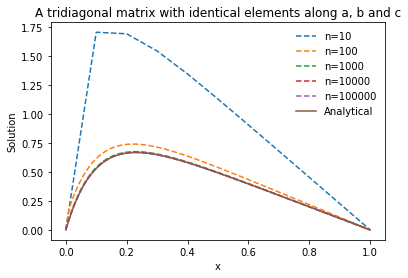 A tridiagonal matrix with identical elements along a, b and c
Solution
1.75
1.50
1.25
1.00
0.75
0.50
0.25
0.00
n=10
n=100
n=1000
n=10000
n=100000
Analytical
0.0 0.2 0.4 0.6 0.8 1.0
x